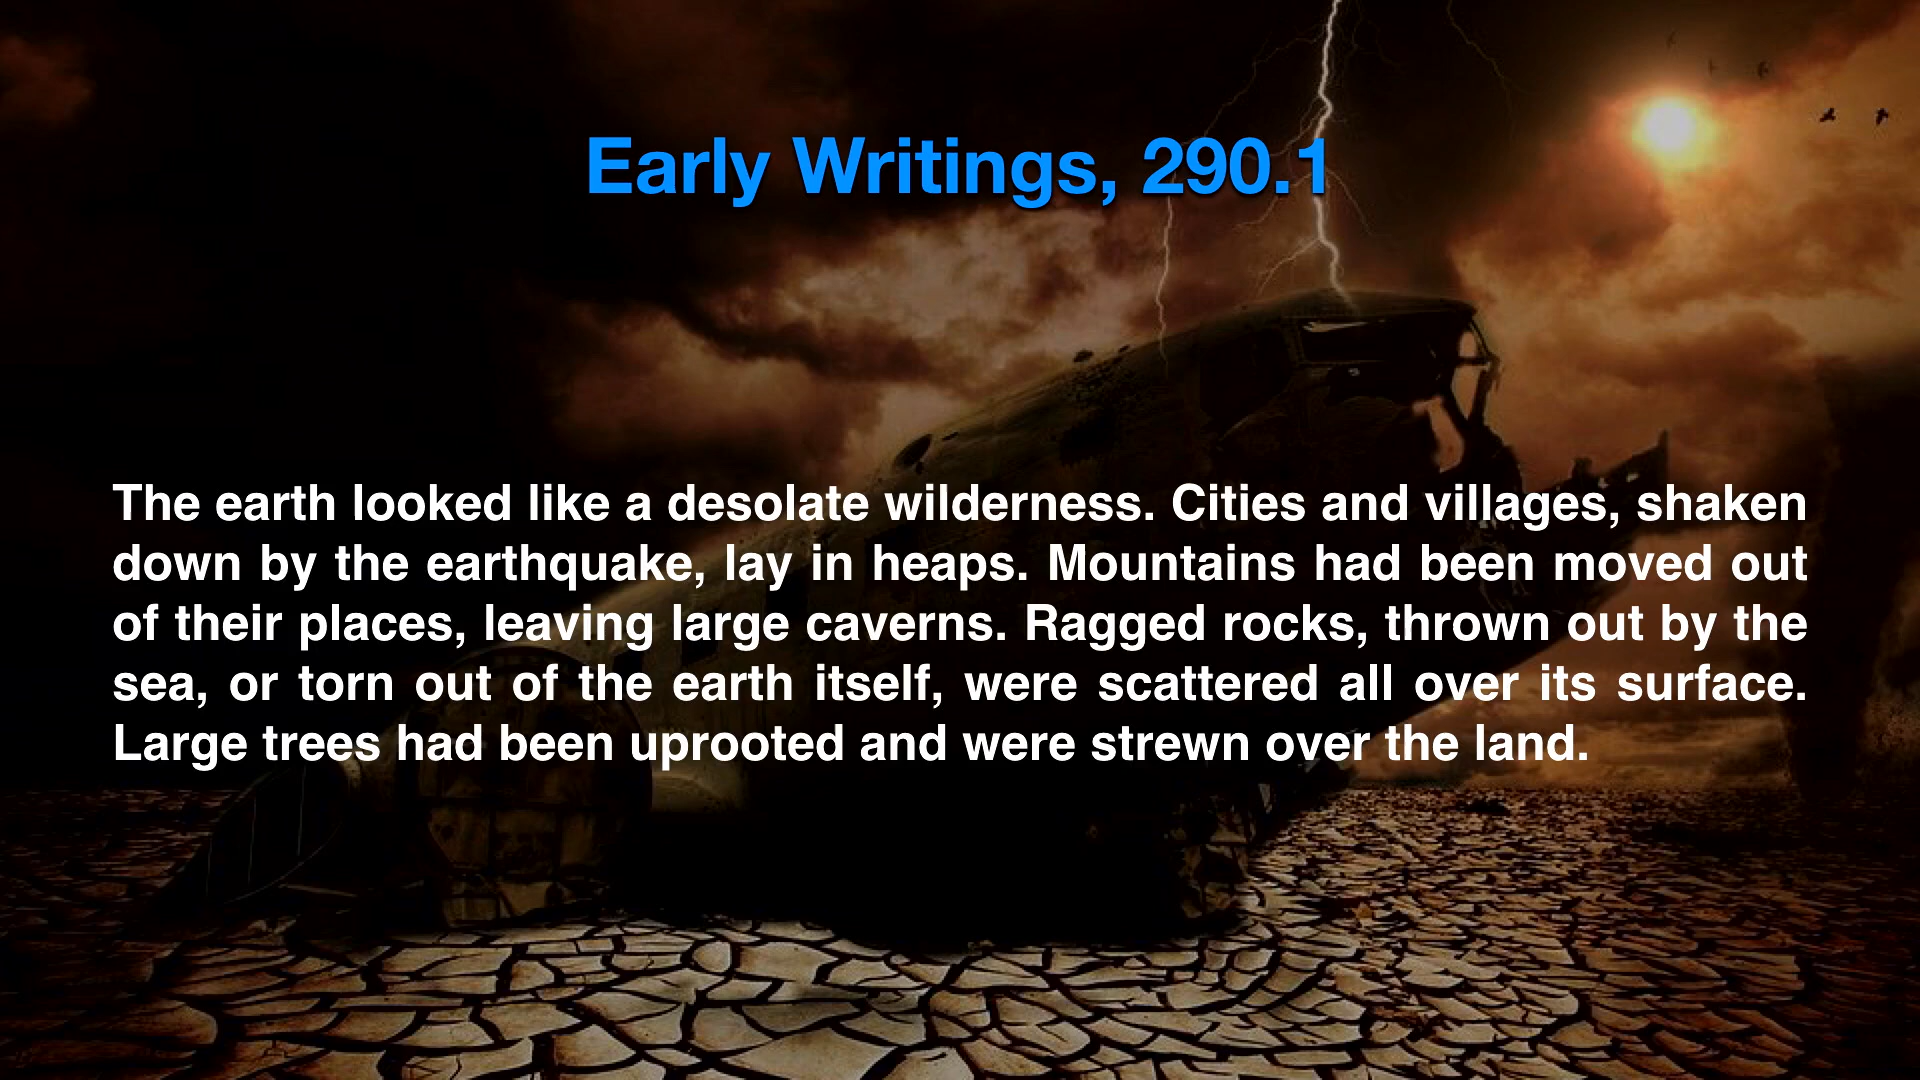 Early Writings, 290.1
The earth looked like a desolate wilderness. Cities and villages, shaken
down by the earthquake, lay in heaps. Mountains had been moved out
of their places, leaving large caverns. Ragged rocks, thrown out by the
sea, or torn out of the earth itself, were scattered all over its surface.
Large trees had been uprooted and were strewn over the land.